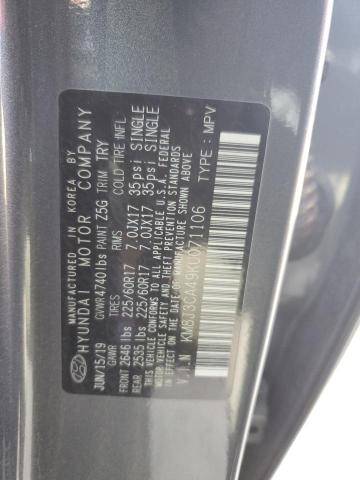 MANUFACTURED IN KOREA BY
HYUNDAI MOTOR COMPANY
JUN/15/19 GVWR 4740lbs PAINT Z5G TRIM TRY
GAWR TIRES RIMS COLD TIRE INFL
FRONT 2646 lbs 225/60R17 7.0JX17 35psi SINGLE
REAR 2535 lbs 225/60R17 7.0JX17 35psi SINGLE
THIS VEHICLE CONFORMS TO ALL APPLICABLE U.S.A. FEDERAL
MOTOR VEHICLE SAFETY, BUMPER, AND THEFT PREVENTION STANDARDS
IN EFFECT ON THE DATE OF MANUFACTURE SHOWN ABOVE.
V.I.N TYPE: MPV